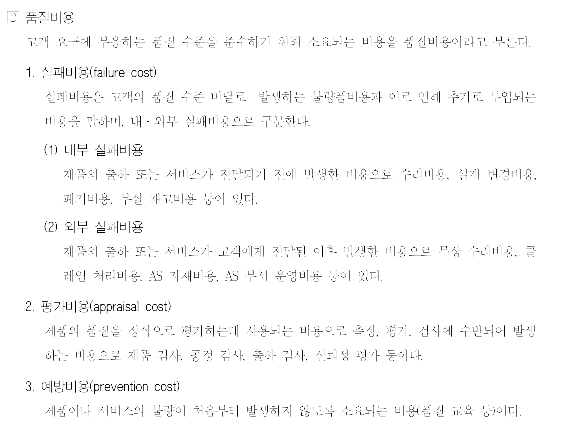 품질비용
고객 요구에 부응하는 품질 수준을 준수하기 위해 소요되는 비용을 품질비용이라고 부른다.
1. 실패비용(failure cost)
실패비용은 고객의 품질 수준 미달로 발생하는 불량품비용과 이로 인해 추가로 투입되는
비용을 말하며, 내·외부 실패비용으로 구분한다.
(1) 내부 실패비용
제품의 출하 또는 서비스가 전달되기 전에 발생한 비용으로 수리비용, 설계 변경비용,
폐기비용, 부실 재고비용 등이 있다.
(2) 외부 실패비용
제품의 출하 또는 서비스가 고객에게 전달된 이후 발생한 비용으로 무상 수리비용, 클
레임 처리비용, AS 자재비용, AS 부서 운영비용 등이 있다.
2. 평가비용(appraisal cost)
제품의 품질을 정식으로 평가하는데 사용되는 비용으로 측정, 평가, 검사에 수반되어 발생
하는 비용으로 제품 검사, 공정 검사, 출하 검사, 신뢰성 평가 등이다.
3. 예방비용(prevention cost)
제품이나 서비스의 불량이 처음부터 발생하지 않도록 소요되는 비용(품질 교육 등)이다.